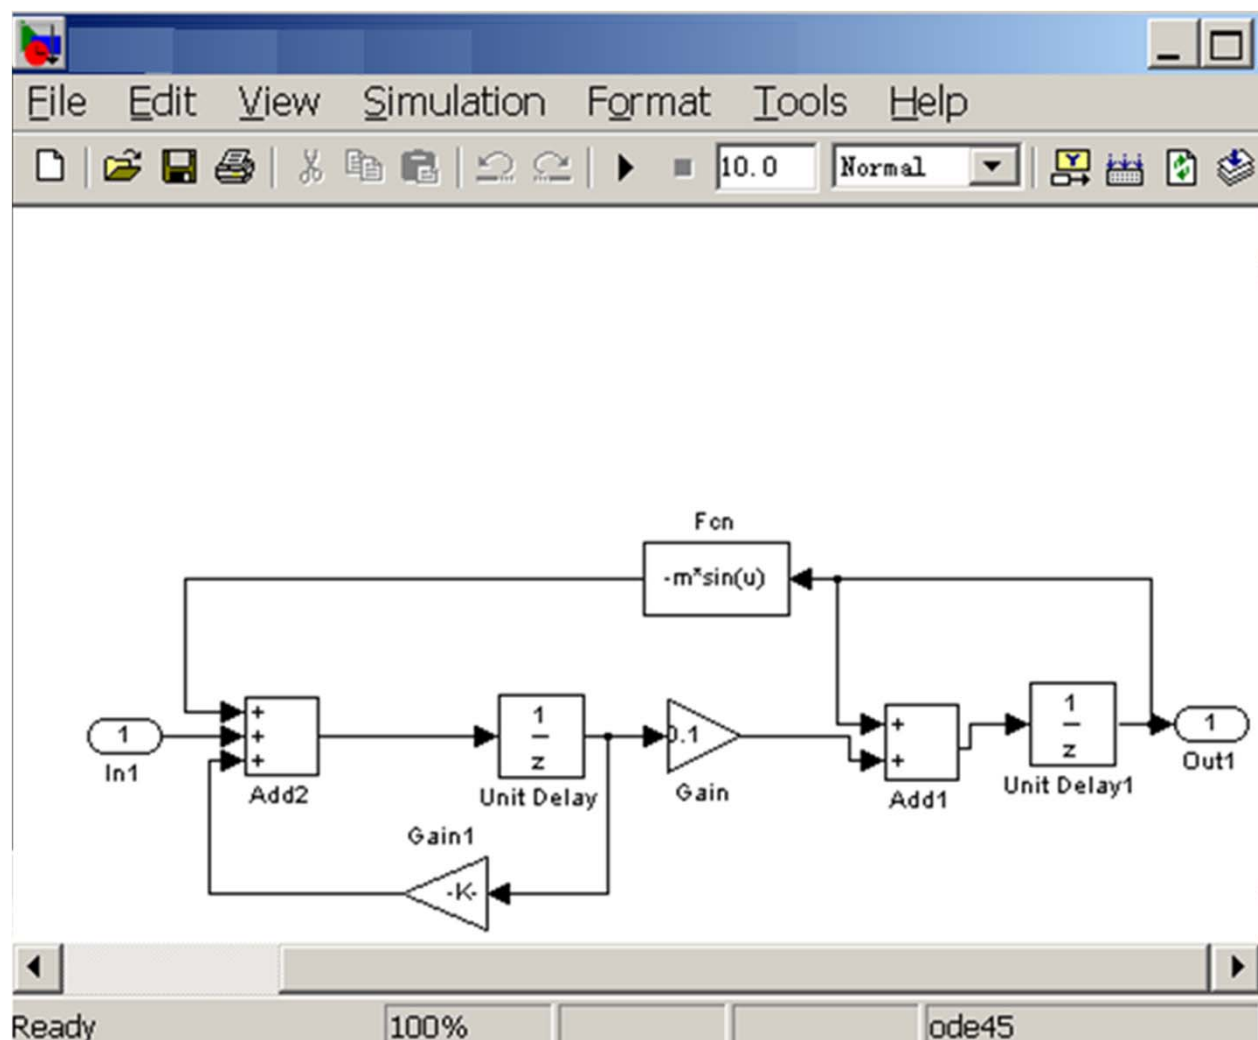 File Edit View Simulation Format Tools Help
10.0 Normal
Fcn
-m*sin(u)
1
In1
+
+
+
Add2
1
z
Unit Delay
0.1
Gain
+
+
Add1
1
z
Unit Delay1
1
Out1
Gain1
-K-
Ready 100% ode45